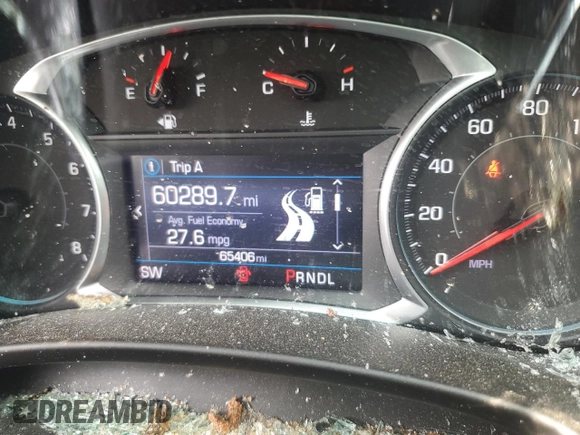 E F
C H
4
5
6
7
8
Trip A
60289.7 mi
Avg. Fuel Economy
27.6 mpg
65406 mi
SW
PRNDL
0
20
40
60
80
MPH
DREAMBID